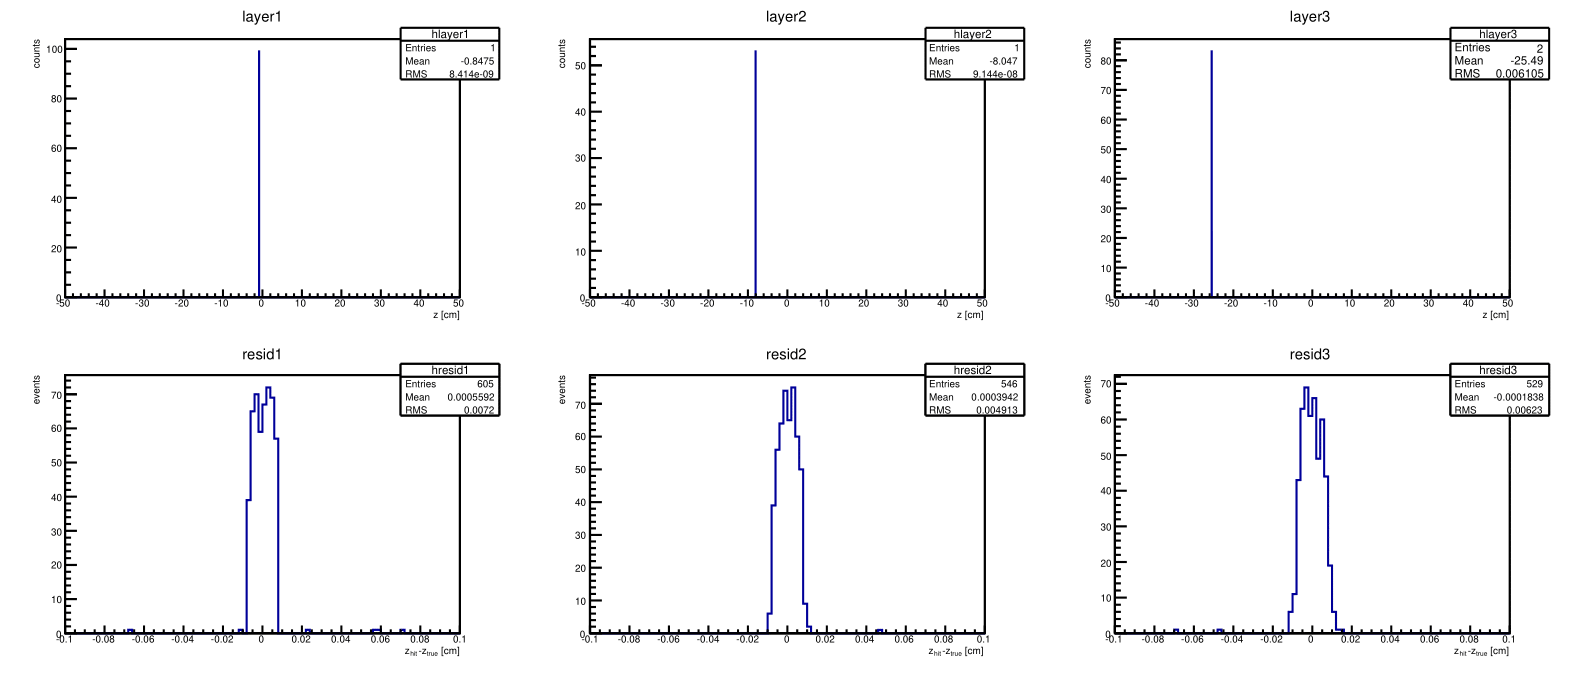 layer1
counts
hlayer1
Entries 1
Mean -0.8475
RMS 8.414e-09
100
80
60
40
20
0
-50 -40 -30 -20 -10 0 10 20 30 40 50
z [cm]
layer2
counts
hlayer2
Entries 1
Mean -8.047
RMS 9.144e-08
50
40
30
20
10
0
-50 -40 -30 -20 -10 0 10 20 30 40 50
z [cm]
layer3
counts
hlayer3
Entries 2
Mean -25.49
RMS 0.006105
80
70
60
50
40
30
20
10
0
-50 -40 -30 -20 -10 0 10 20 30 40 50
z [cm]
resid1
events
hresid1
Entries 605
Mean 0.0005592
RMS 0.0072
70
60
50
40
30
20
10
0
-0.1 -0.08 -0.06 -0.04 -0.02 0 0.02 0.04 0.06 0.08 0.1
zhit-ztrue [cm]
resid2
events
hresid2
Entries 546
Mean 0.0003942
RMS 0.004913
70
60
50
40
30
20
10
0
-0.1 -0.08 -0.06 -0.04 -0.02 0 0.02 0.04 0.06 0.08 0.1
zhit-ztrue [cm]
resid3
events
hresid3
Entries 529
Mean -0.0001838
RMS 0.00623
70
60
50
40
30
20
10
0
-0.1 -0.08 -0.06 -0.04 -0.02 0 0.02 0.04 0.06 0.08 0.1
zhit-ztrue [cm]